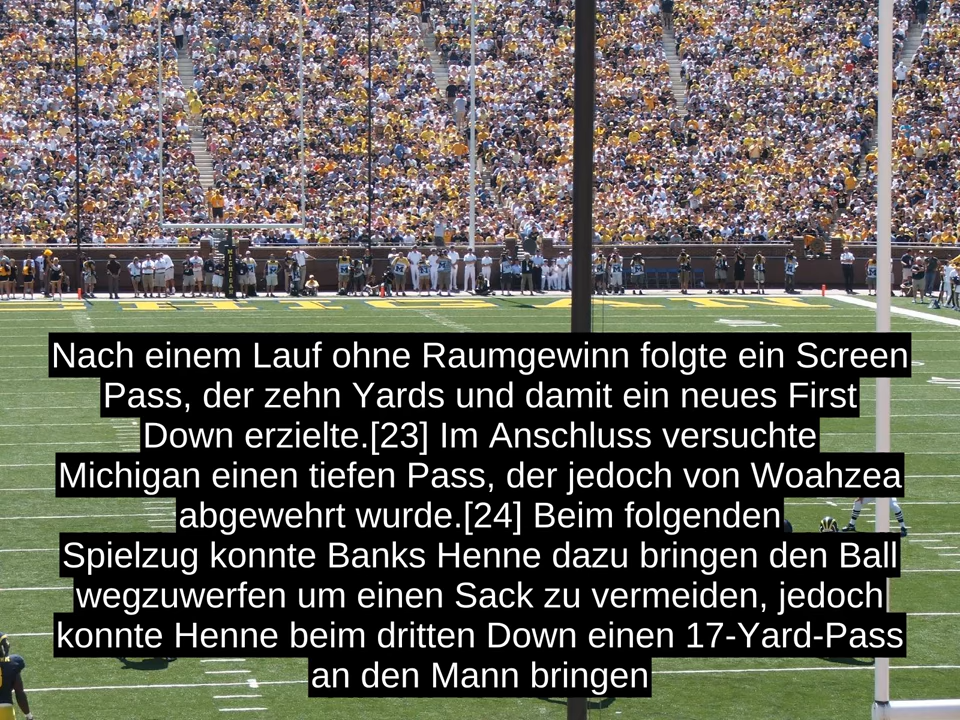 MICHIGAN
Nach einem Lauf ohne Raumgewinn folgte ein Screen
Pass, der zehn Yards und damit ein neues First
Down erzielte.[23] Im Anschluss versuchte
Michigan einen tiefen Pass, der jedoch von Woahzea
abgewehrt wurde.[24] Beim folgenden
Spielzug konnte Banks Henne dazu bringen den Ball
wegzuwerfen um einen Sack zu vermeiden, jedoch
konnte Henne beim dritten Down einen 17-Yard-Pass
an den Mann bringen